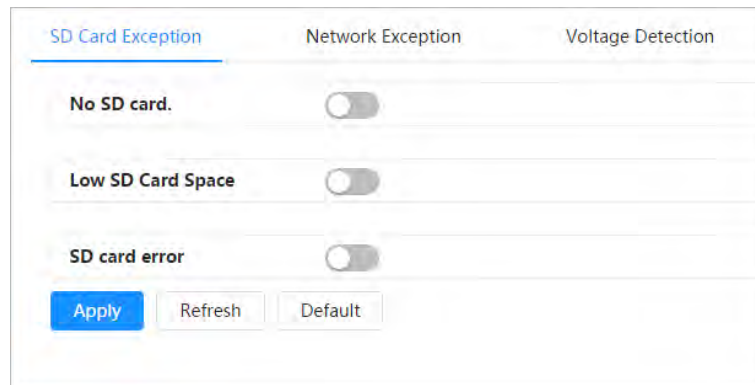 SD Card Exception Network Exception Voltage Detection
No SD card.
Low SD Card Space
SD card error
Apply Refresh Default